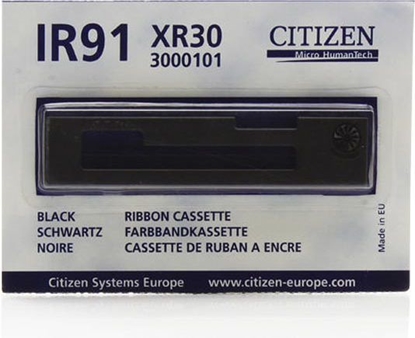 IR91 XR30 CITIZEN
3000101 Micro HumanTech
BLACK RIBBON CASSETTE
SCHWARTZ FARBBANDKASSETTE
NOIRE CASSETTE DE RUBAN A ENCRE
Made in EU
Citizen Systems Europe www.citizen-europe.com